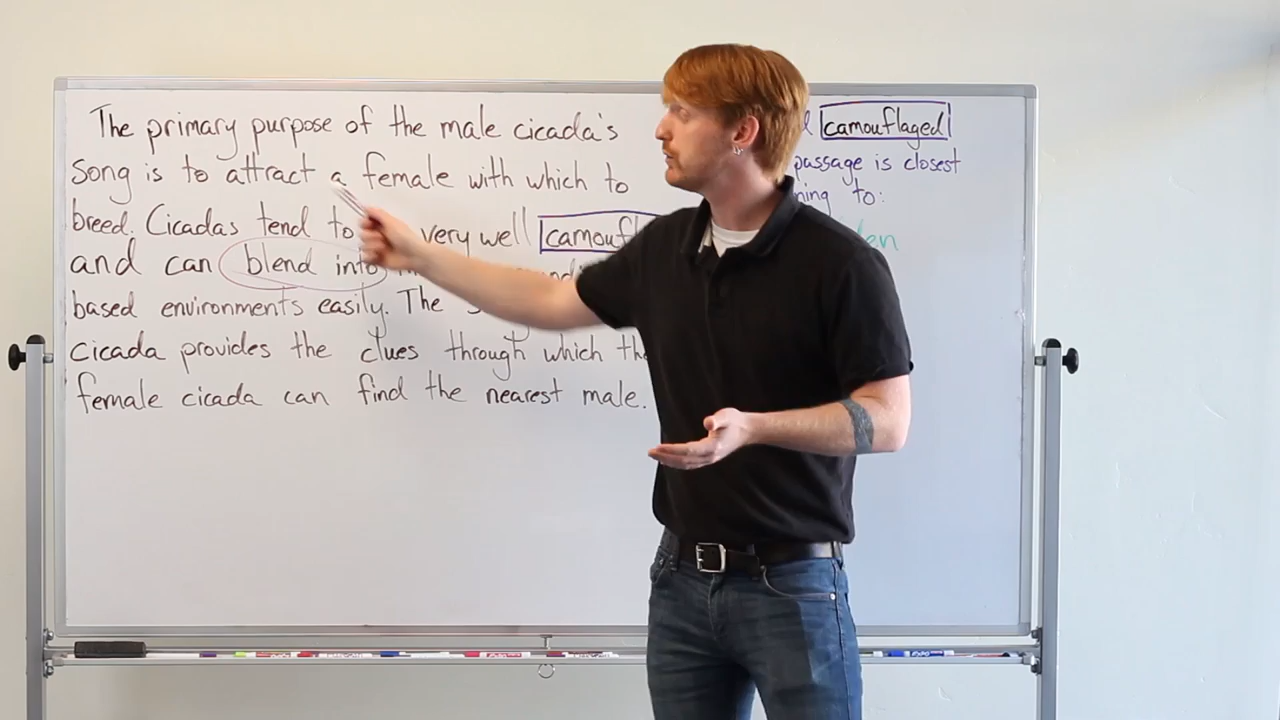 The primary purpose of the male cicada's
song is to attract a female with which to
breed. Cicadas tend to very well
and can blend into
based environments easily. The
cicada provides the clues through which
female cicada can find the nearest male.
camouflaged
passage is closest
to: